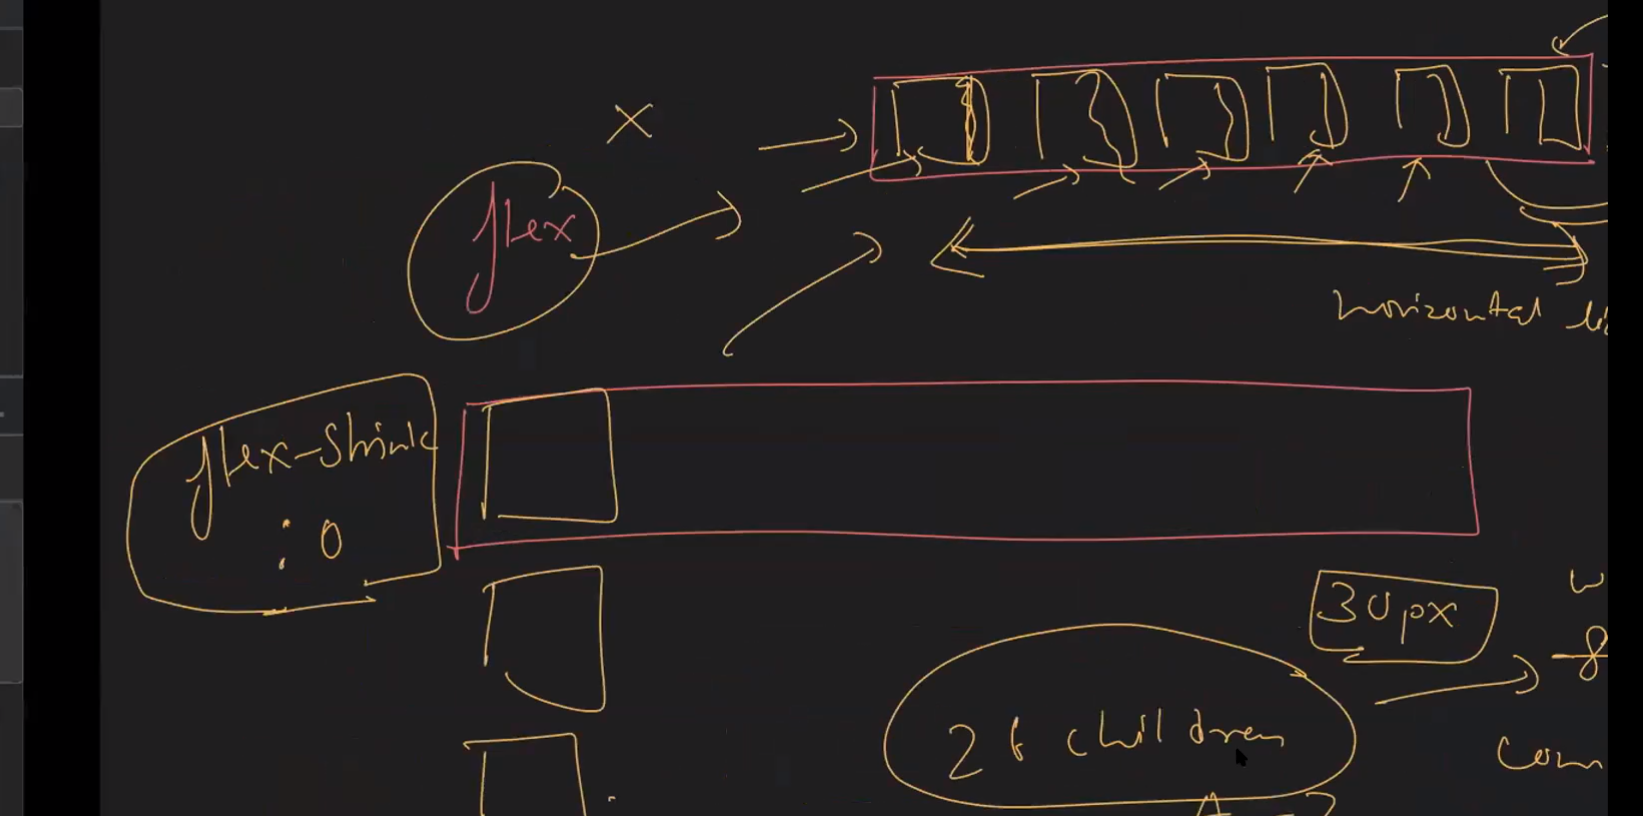 flex
horizontal
flex-shrink
: 0
30px
26 children